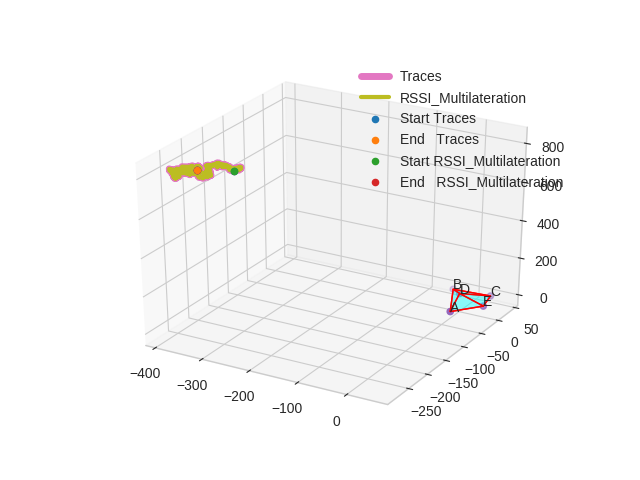 Traces
RSSI_Multilateration
Start Traces
End Traces
Start RSSI_Multilateration
End RSSI_Multilateration
800
600
400
200
0
B
D
C
A
E
50
0
−50
−100
−150
−200
−250
−400
−300
−200
−100
0